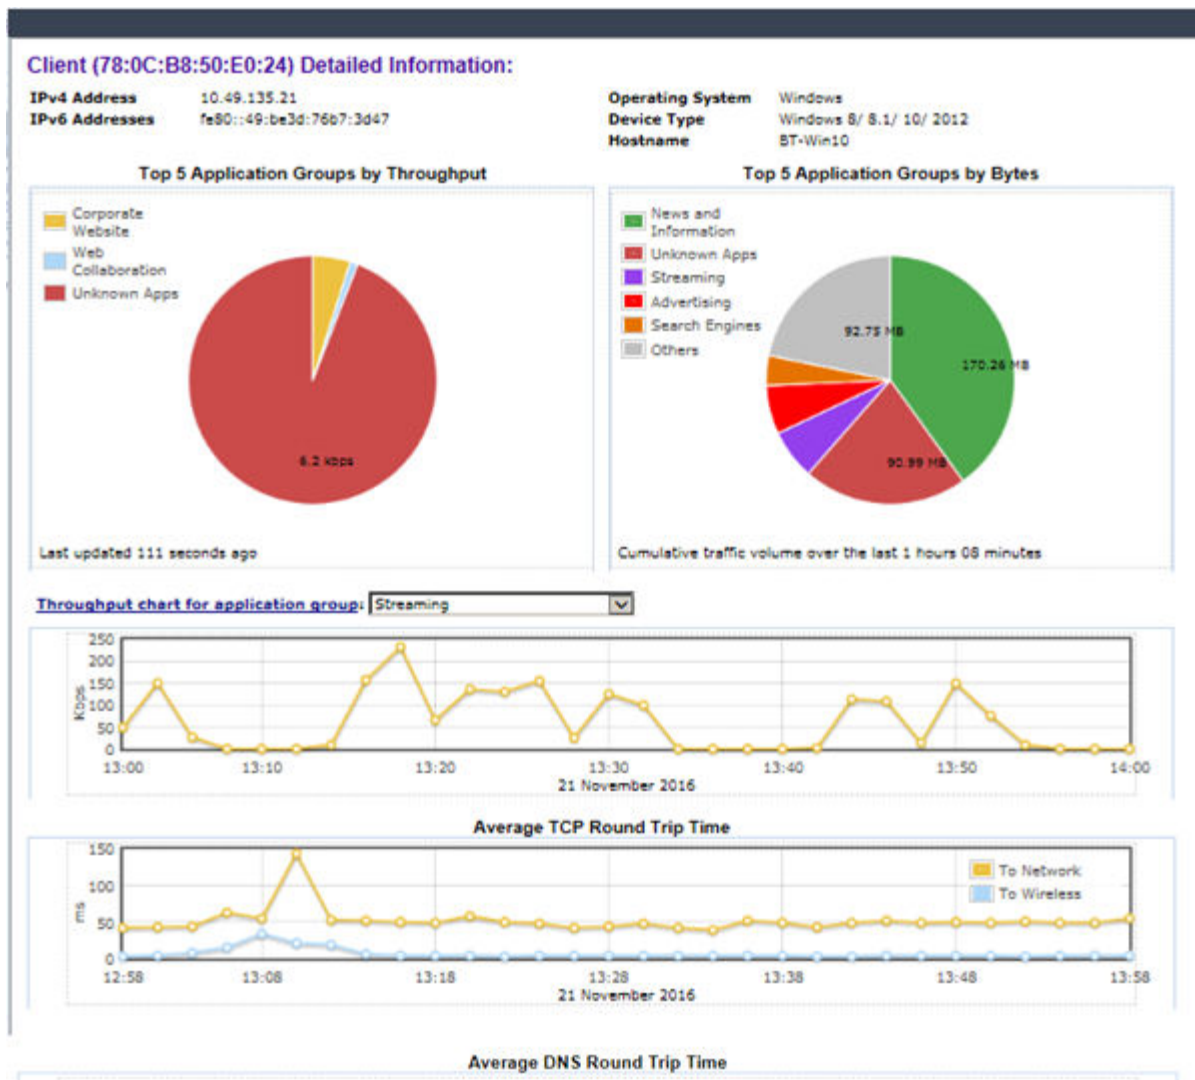 Client (78:0C:B8:50:E0:24) Detailed Information:
IPv4 Address 10.49.135.21
IPv6 Addresses fe80::49:be3d:76b7:3d47
Operating System Windows
Device Type Windows 8/ 8.1/ 10/ 2012
Hostname BT-Win10
Top 5 Application Groups by Throughput
Corporate
Website
Web
Collaboration
Unknown Apps
6.2 kbps
Last updated 111 seconds ago
Top 5 Application Groups by Bytes
News and
Information
Unknown Apps
Streaming
Advertising
Search Engines
Others
92.75 MB
170.26 MB
90.99 MB
Cumulative traffic volume over the last 1 hours 08 minutes
Throughput chart for application group: Streaming
250
200
150
100
50
0
Kbps
13:00 13:10 13:20 13:30 13:40 13:50 14:00
21 November 2016
Average TCP Round Trip Time
150
100
50
0
ms
To Network
To Wireless
12:58 13:08 13:18 13:28 13:38 13:48 13:58
21 November 2016
Average DNS Round Trip Time